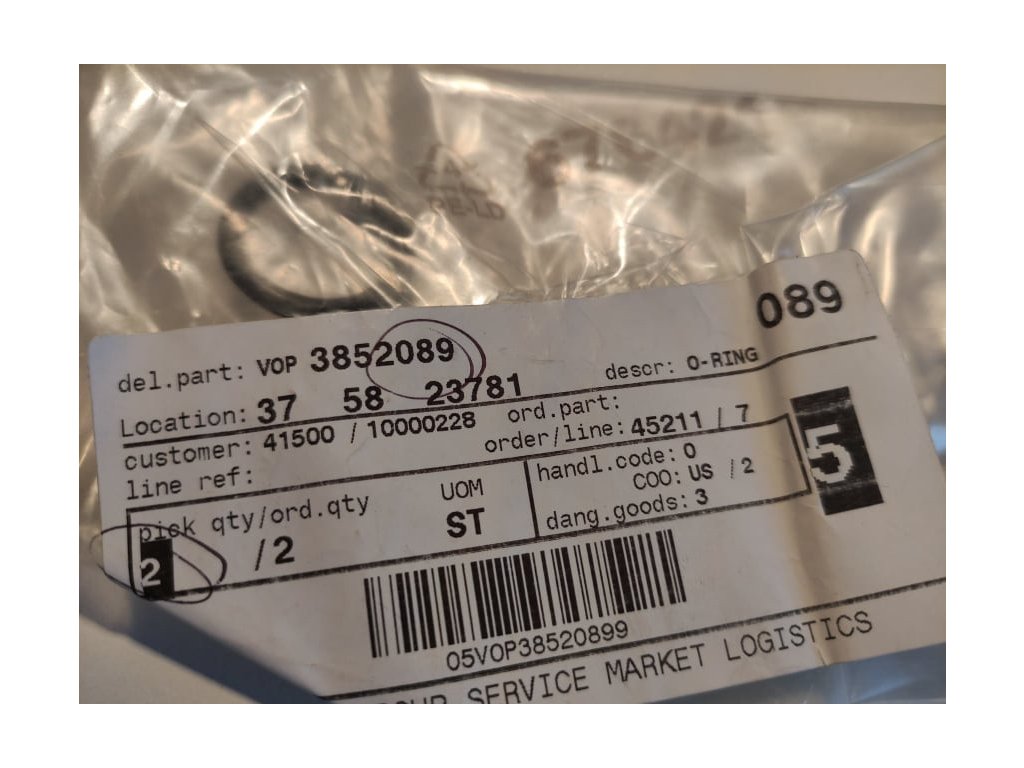 PE-LD
089
del.part: VOP 3852089
descr: O-RING
Location: 37 58 23781
customer: 41500 / 10000228
ord.part:
line ref:
order/line: 45211 / 7
pick qty/ord.qty
UOM
handl.code: 0
COO: US / 2
5
2 /2
ST
dang.goods: 3
05VOP38520899
SERVICE MARKET LOGISTICS